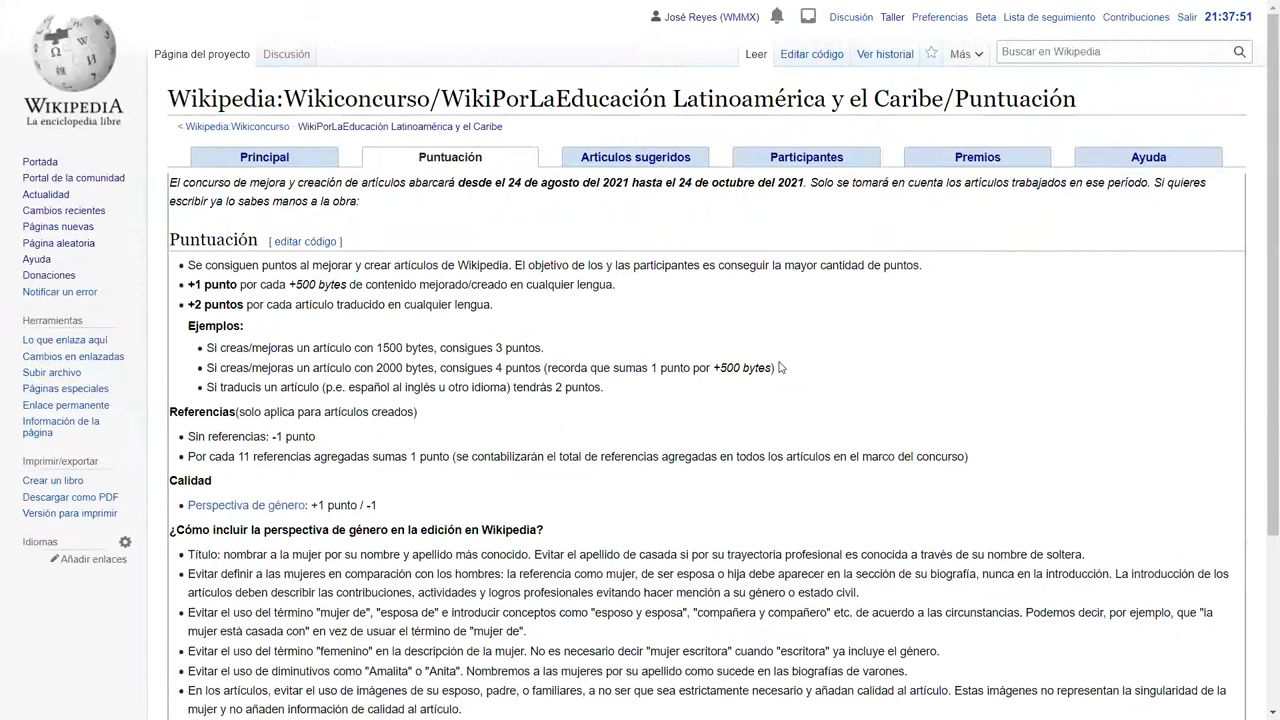 José Reyes (WMMX) Discusión Taller Preferencias Beta Lista de seguimiento Contribuciones Salir 21:37:51
Página del proyecto Discusión Leer Editar código Ver historial Más Buscar en Wikipedia
WIKIPEDIA
La enciclopedia libre
Portada
Portal de la comunidad
Actualidad
Cambios recientes
Páginas nuevas
Página aleatoria
Ayuda
Donaciones
Notificar un error
Herramientas
Lo que enlaza aquí
Cambios en enlazadas
Subir archivo
Páginas especiales
Enlace permanente
Información de la
página
Imprimir/exportar
Crear un libro
Descargar como PDF
Versión para imprimir
Idiomas
Añadir enlaces
Wikipedia:Wikiconcurso/WikiPorLaEducación Latinoamérica y el Caribe/Puntuación
< Wikipedia:Wikiconcurso · WikiPorLaEducación Latinoamérica y el Caribe
Principal Puntuación Artículos sugeridos Participantes Premios Ayuda
El concurso de mejora y creación de artículos abarcará desde el 24 de agosto del 2021 hasta el 24 de octubre del 2021. Solo se tomará en cuenta los artículos trabajados en ese período. Si quieres
escribir ya lo sabes manos a la obra:
Puntuación [ editar código ]
• Se consiguen puntos al mejorar y crear artículos de Wikipedia. El objetivo de los y las participantes es conseguir la mayor cantidad de puntos.
• +1 punto por cada +500 bytes de contenido mejorado/creado en cualquier lengua.
• +2 puntos por cada artículo traducido en cualquier lengua.
Ejemplos:
• Si creas/mejoras un artículo con 1500 bytes, consigues 3 puntos.
• Si creas/mejoras un artículo con 2000 bytes, consigues 4 puntos (recorda que sumas 1 punto por +500 bytes)
• Si traducis un artículo (p.e. español al inglés u otro idioma) tendrás 2 puntos.
Referencias(solo aplica para artículos creados)
• Sin referencias: -1 punto
• Por cada 11 referencias agregadas sumas 1 punto (se contabilizarán el total de referencias agregadas en todos los artículos en el marco del concurso)
Calidad
• Perspectiva de género: +1 punto / -1
¿Cómo incluir la perspectiva de género en la edición en Wikipedia?
• Título: nombrar a la mujer por su nombre y apellido más conocido. Evitar el apellido de casada si por su trayectoria profesional es conocida a través de su nombre de soltera.
• Evitar definir a las mujeres en comparación con los hombres: la referencia como mujer, de ser esposa o hija debe aparecer en la sección de su biografía, nunca en la introducción. La introducción de los
artículos deben describir las contribuciones, actividades y logros profesionales evitando hacer mención a su género o estado civil.
• Evitar el uso del término "mujer de", "esposa de" e introducir conceptos como "esposo y esposa", "compañera y compañero" etc. de acuerdo a las circunstancias. Podemos decir, por ejemplo, que "la
mujer está casada con" en vez de usuar el término de "mujer de".
• Evitar el uso del término "femenino" en la descripción de la mujer. No es necesario decir "mujer escritora" cuando "escritora" ya incluye el género.
• Evitar el uso de diminutivos como "Amalita" o "Anita". Nombremos a las mujeres por su apellido como sucede en las biografías de varones.
• En los artículos, evitar el uso de imágenes de su esposo, padre, o familiares, a no ser que sea estrictamente necesario y añadan calidad al artículo. Estas imágenes no representan la singularidad de la
mujer y no añaden información de calidad al artículo.